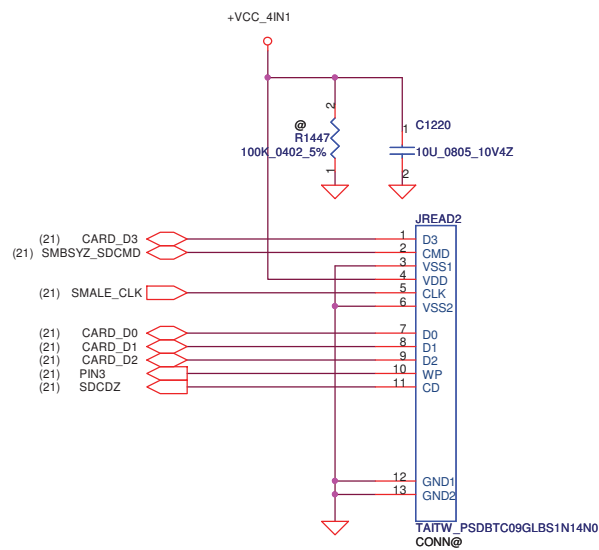 +VCC_4IN1
2
@
R1447
100K_0402_5%
1
1
C1220
10U_0805_10V4Z
2
JREAD2
(21) CARD_D3 1 D3
(21) SMBSYZ_SDCMD 2 CMD
3 VSS1
4 VDD
(21) SMALE_CLK 5 CLK
6 VSS2
(21) CARD_D0 7 D0
(21) CARD_D1 8 D1
(21) CARD_D2 9 D2
(21) PIN3 10 WP
(21) SDCDZ 11 CD
12 GND1
13 GND2
TAITW_PSDBTC09GLBS1N14N0
CONN@